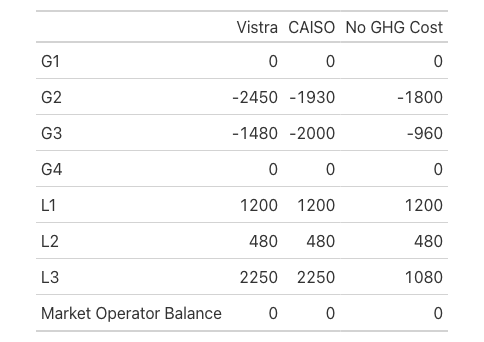 Vistra CAISO No GHG Cost
G1 0 0 0
G2 -2450 -1930 -1800
G3 -1480 -2000 -960
G4 0 0 0
L1 1200 1200 1200
L2 480 480 480
L3 2250 2250 1080
Market Operator Balance 0 0 0